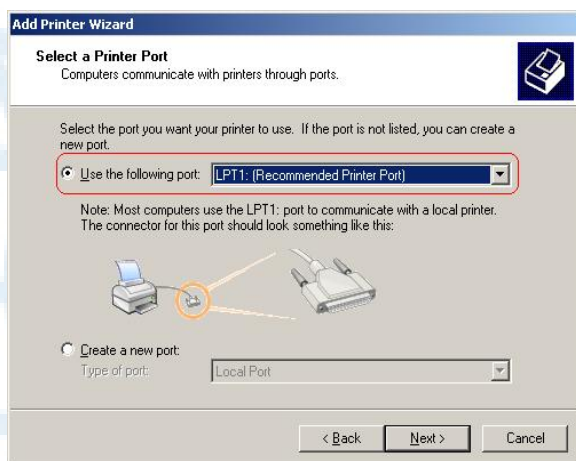 Add Printer Wizard
Select a Printer Port
Computers communicate with printers through ports.
Select the port you want your printer to use. If the port is not listed, you can create a
new port.
Use the following port: LPT1: (Recommended Printer Port)
Note: Most computers use the LPT1: port to communicate with a local printer.
The connector for this port should look something like this:
Create a new port:
Type of port: Local Port
< Back Next > Cancel